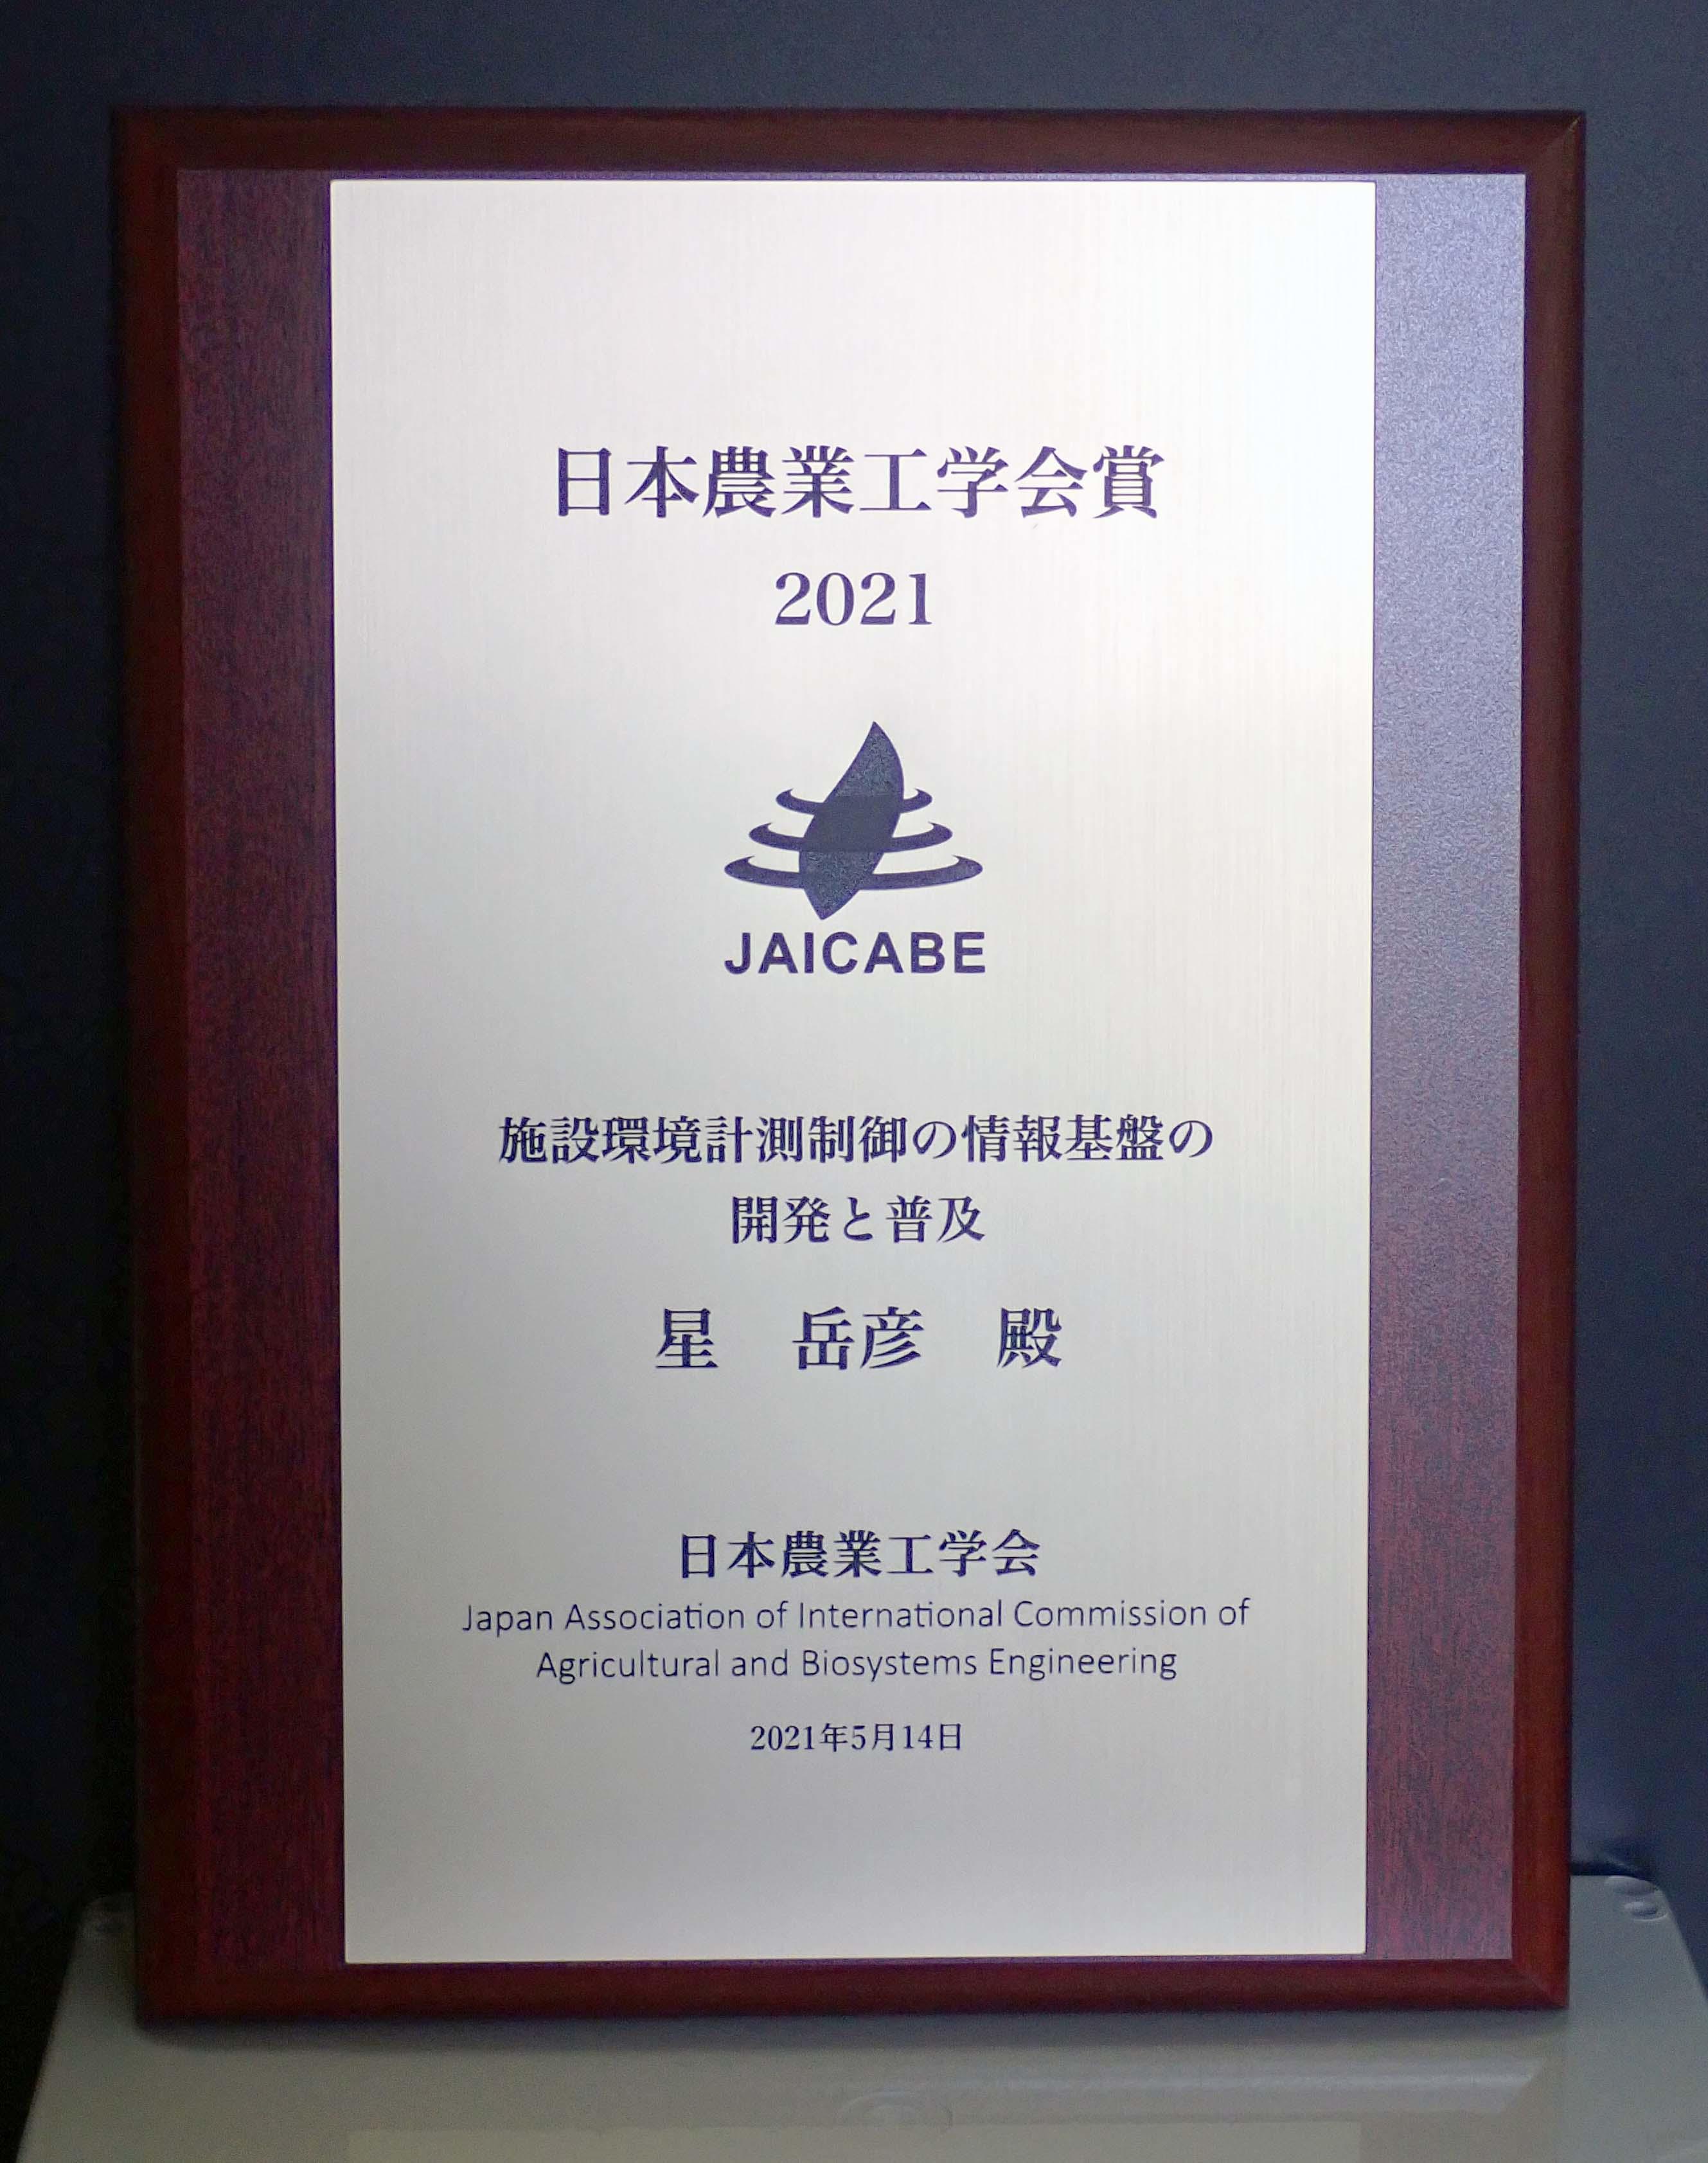 日本農業工学会賞
2021
JAICABE
施設環境計測制御の情報基盤の
開発と普及
星　岳彦　殿
日本農業工学会
Japan Association of International Commission of
Agricultural and Biosystems Engineering
2021年5月14日